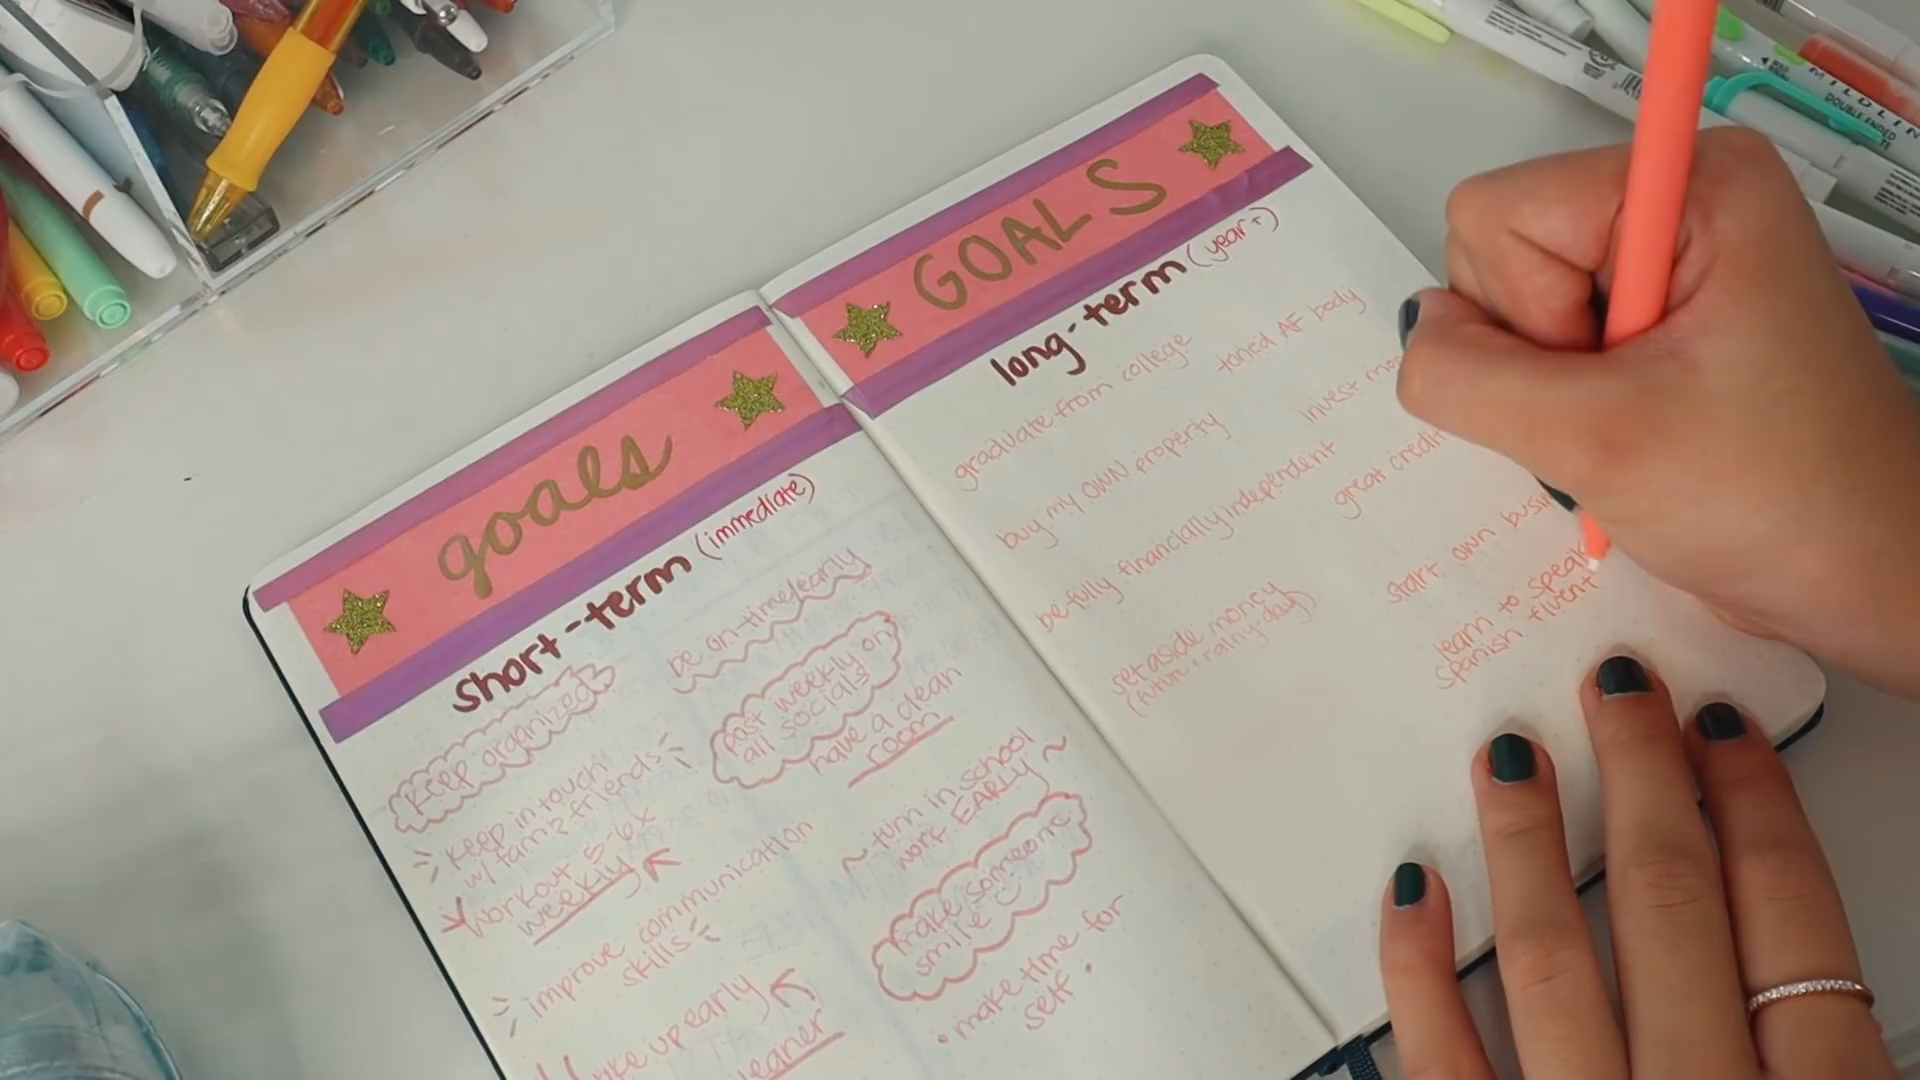 goals
short-term (immediate)
keep organized
keep in touch
w/ fam & friends
workout 5-6x
weekly
improve communication
skills
up early
be on-time/early
post weekly on
all socials
have a clean
room
~ turn in school
work EARLY ~
make someone
smile
• make time for
self •
GOALS
long-term (year+)
graduate from college
toned AF body
buy my OWN property
invest
be fully financially independent
great credit
set aside money
(future "rainy-day)
start own
learn to speak
spanish fluent
MILDLIN
DOUBLE ENDED